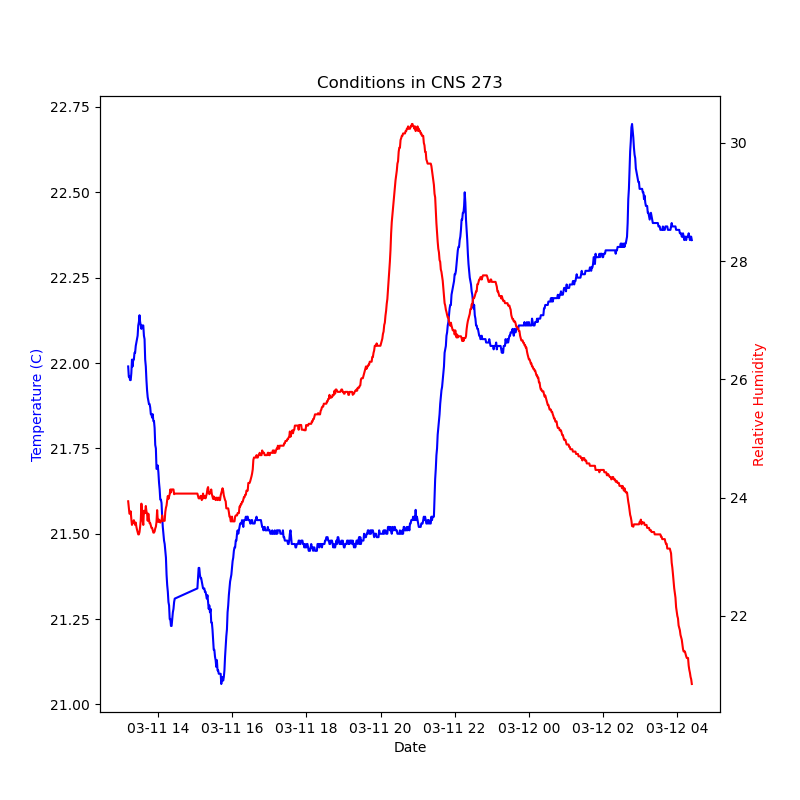 Conditions in CNS 273
22.75
22.50
22.25
22.00
21.75
21.50
21.25
21.00
Temperature (C)
30
28
26
24
22
Relative Humidity
03-11 14 03-11 16 03-11 18 03-11 20 03-11 22 03-12 00 03-12 02 03-12 04
Date